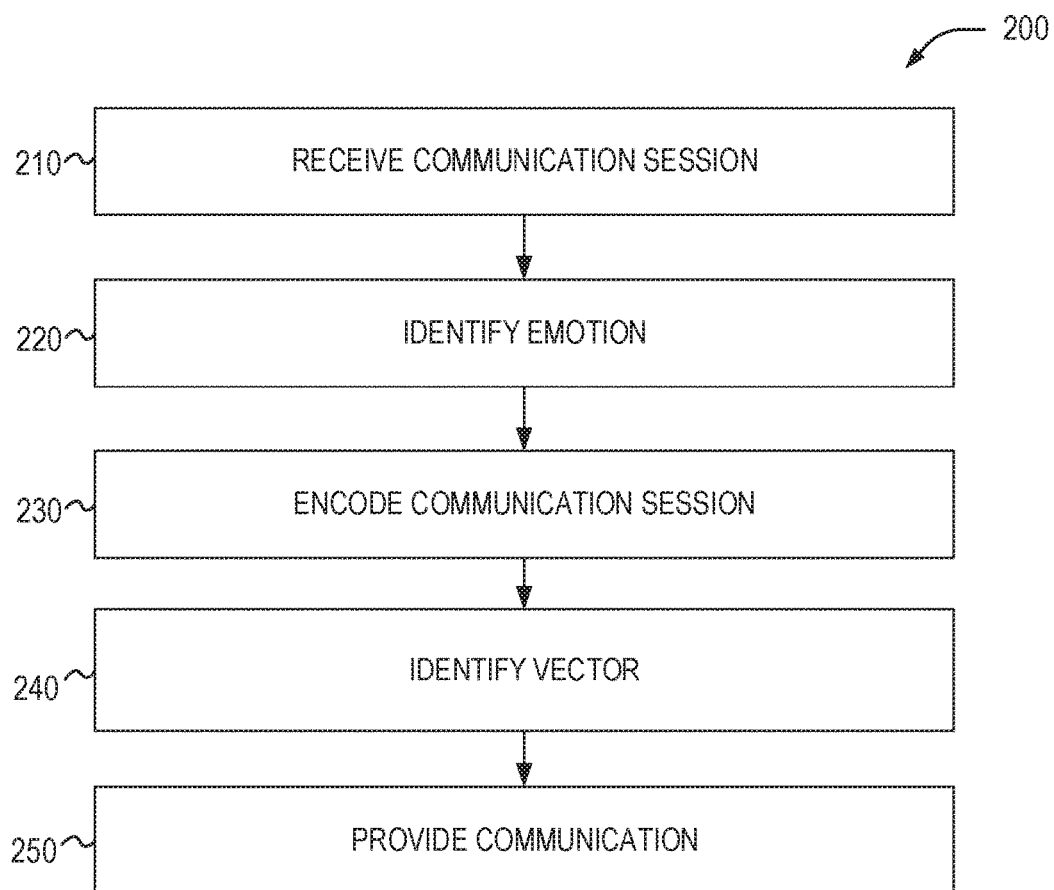 200
210 RECEIVE COMMUNICATION SESSION
220 IDENTIFY EMOTION
230 ENCODE COMMUNICATION SESSION
240 IDENTIFY VECTOR
250 PROVIDE COMMUNICATION